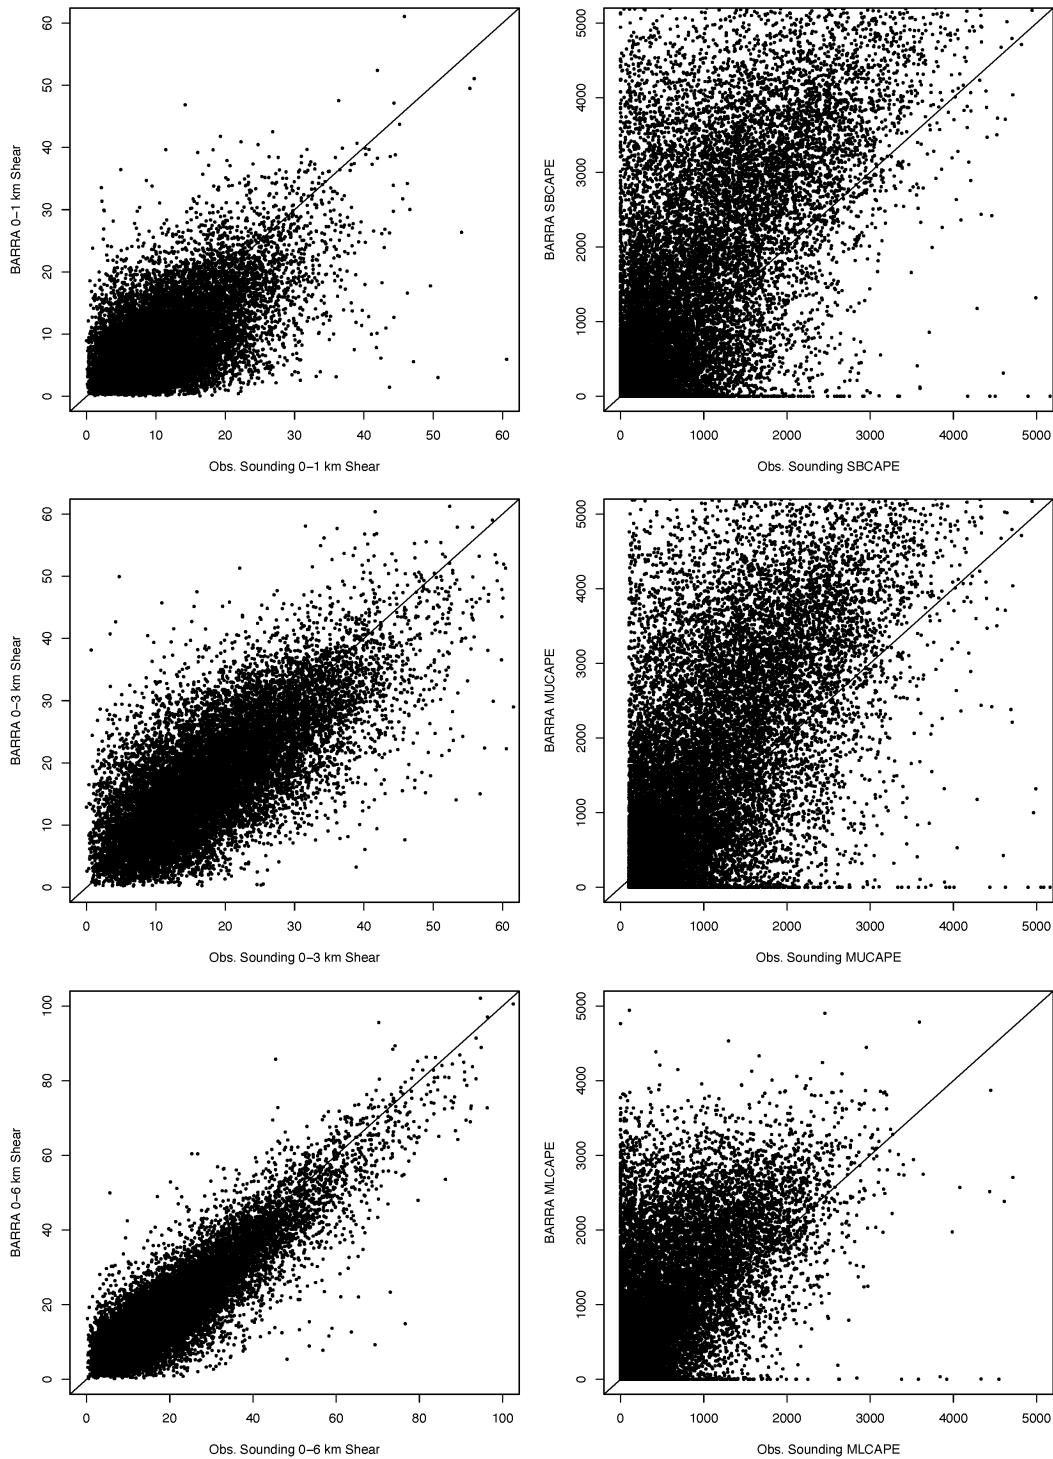 BARRA 0−1 km Shear
60
50
40
30
20
10
0
0 10 20 30 40 50 60
Obs. Sounding 0−1 km Shear
BARRA SBCAPE
5000
4000
3000
2000
1000
0
0 1000 2000 3000 4000 5000
Obs. Sounding SBCAPE
BARRA 0−3 km Shear
60
50
40
30
20
10
0
0 10 20 30 40 50 60
Obs. Sounding 0−3 km Shear
BARRA MUCAPE
5000
4000
3000
2000
1000
0
0 1000 2000 3000 4000 5000
Obs. Sounding MUCAPE
BARRA 0−6 km Shear
100
80
60
40
20
0
0 20 40 60 80 100
Obs. Sounding 0−6 km Shear
BARRA MLCAPE
5000
4000
3000
2000
1000
0
0 1000 2000 3000 4000 5000
Obs. Sounding MLCAPE